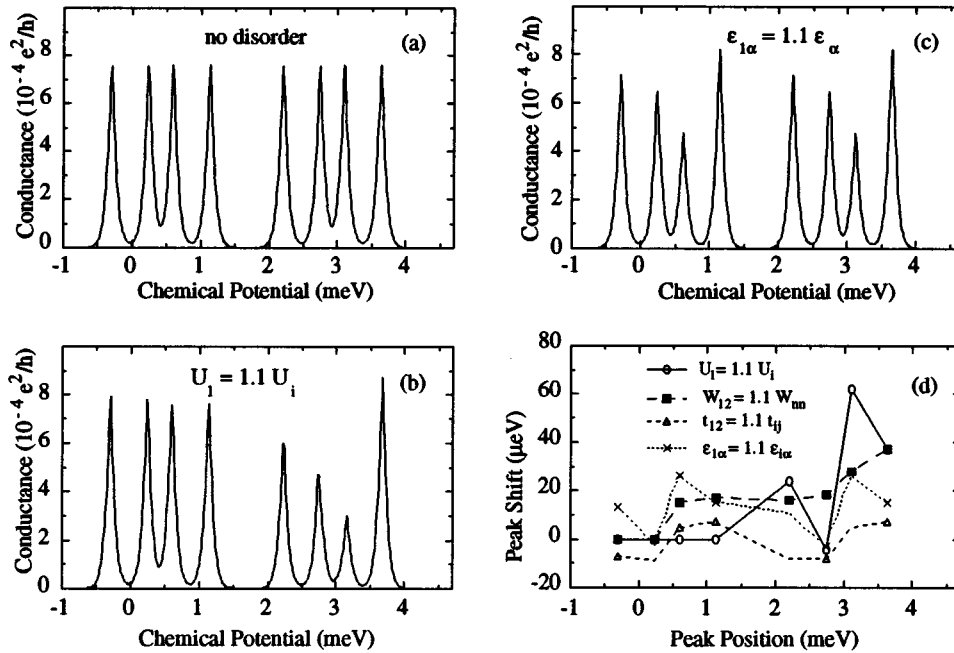 no disorder
(a)
Conductance (10⁻⁴ e²/h)
8
6
4
2
0
-1 0 1 2 3 4
Chemical Potential (meV)
ε₁α = 1.1 εα
(c)
Conductance (10⁻⁴ e²/h)
8
6
4
2
0
-1 0 1 2 3 4
Chemical Potential (meV)
U₁ = 1.1 Uᵢ
(b)
Conductance (10⁻⁴ e²/h)
8
6
4
2
0
-1 0 1 2 3 4
Chemical Potential (meV)
(d)
U₁ = 1.1 Uᵢ
W₁₂ = 1.1 Wₙₙ
t₁₂ = 1.1 tᵢⱼ
ε₁α = 1.1 εᵢα
Peak Shift (μeV)
80
60
40
20
0
-20
-1 0 1 2 3 4
Peak Position (meV)